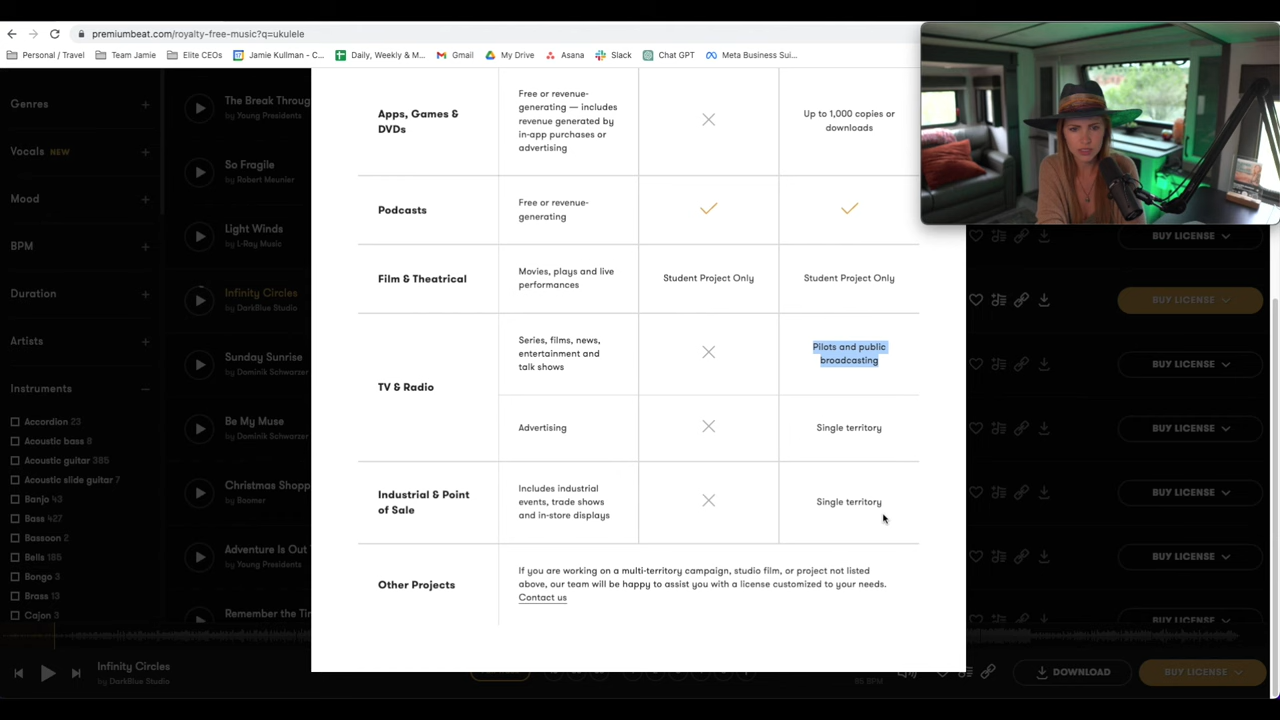 premiumbeat.com/royalty-free-music?q=ukulele
Personal / Travel
Team Jamie
Elite CEOs
Jamie Kullman - C...
Daily, Weekly & M...
Gmail
My Drive
Asana
Slack
Chat GPT
Meta Business Sui...
Genres
Vocals NEW
Mood
BPM
Duration
Artists
Instruments
Accordion 23
Acoustic bass 8
Acoustic guitar 385
Acoustic slide guitar 7
Banjo 43
Bass 427
Bassoon 2
Bells 185
Bongo 3
Brass 13
Cajon 3
The Break Throug
by Young Presidents
So Fragile
by Robert Meunier
Light Winds
by L-Ray Music
Infinity Circles
by DarkBlue Studio
Sunday Sunrise
by Dominik Schwarzer
Be My Muse
by Dominik Schwarzer
Christmas Shopp
by Boomer
Adventure Is Out
by Young Presidents
Remember the Tim
Apps, Games &
DVDs
Free or revenue-
generating — includes
revenue generated by
in-app purchases or
advertising
Up to 1,000 copies or
downloads
Podcasts
Free or revenue-
generating
Film & Theatrical
Movies, plays and live
performances
Student Project Only
Student Project Only
TV & Radio
Series, films, news,
entertainment and
talk shows
Pilots and public
broadcasting
Advertising
Single territory
Industrial & Point
of Sale
Includes industrial
events, trade shows
and in-store displays
Single territory
Other Projects
If you are working on a multi-territory campaign, studio film, or project not listed
above, our team will be happy to assist you with a license customized to your needs.
Contact us
BUY LICENSE
BUY LICENSE
BUY LICENSE
BUY LICENSE
BUY LICENSE
BUY LICENSE
BUY LICENSE
Infinity Circles
DarkBlue Studio
DOWNLOAD
BUY LICENSE